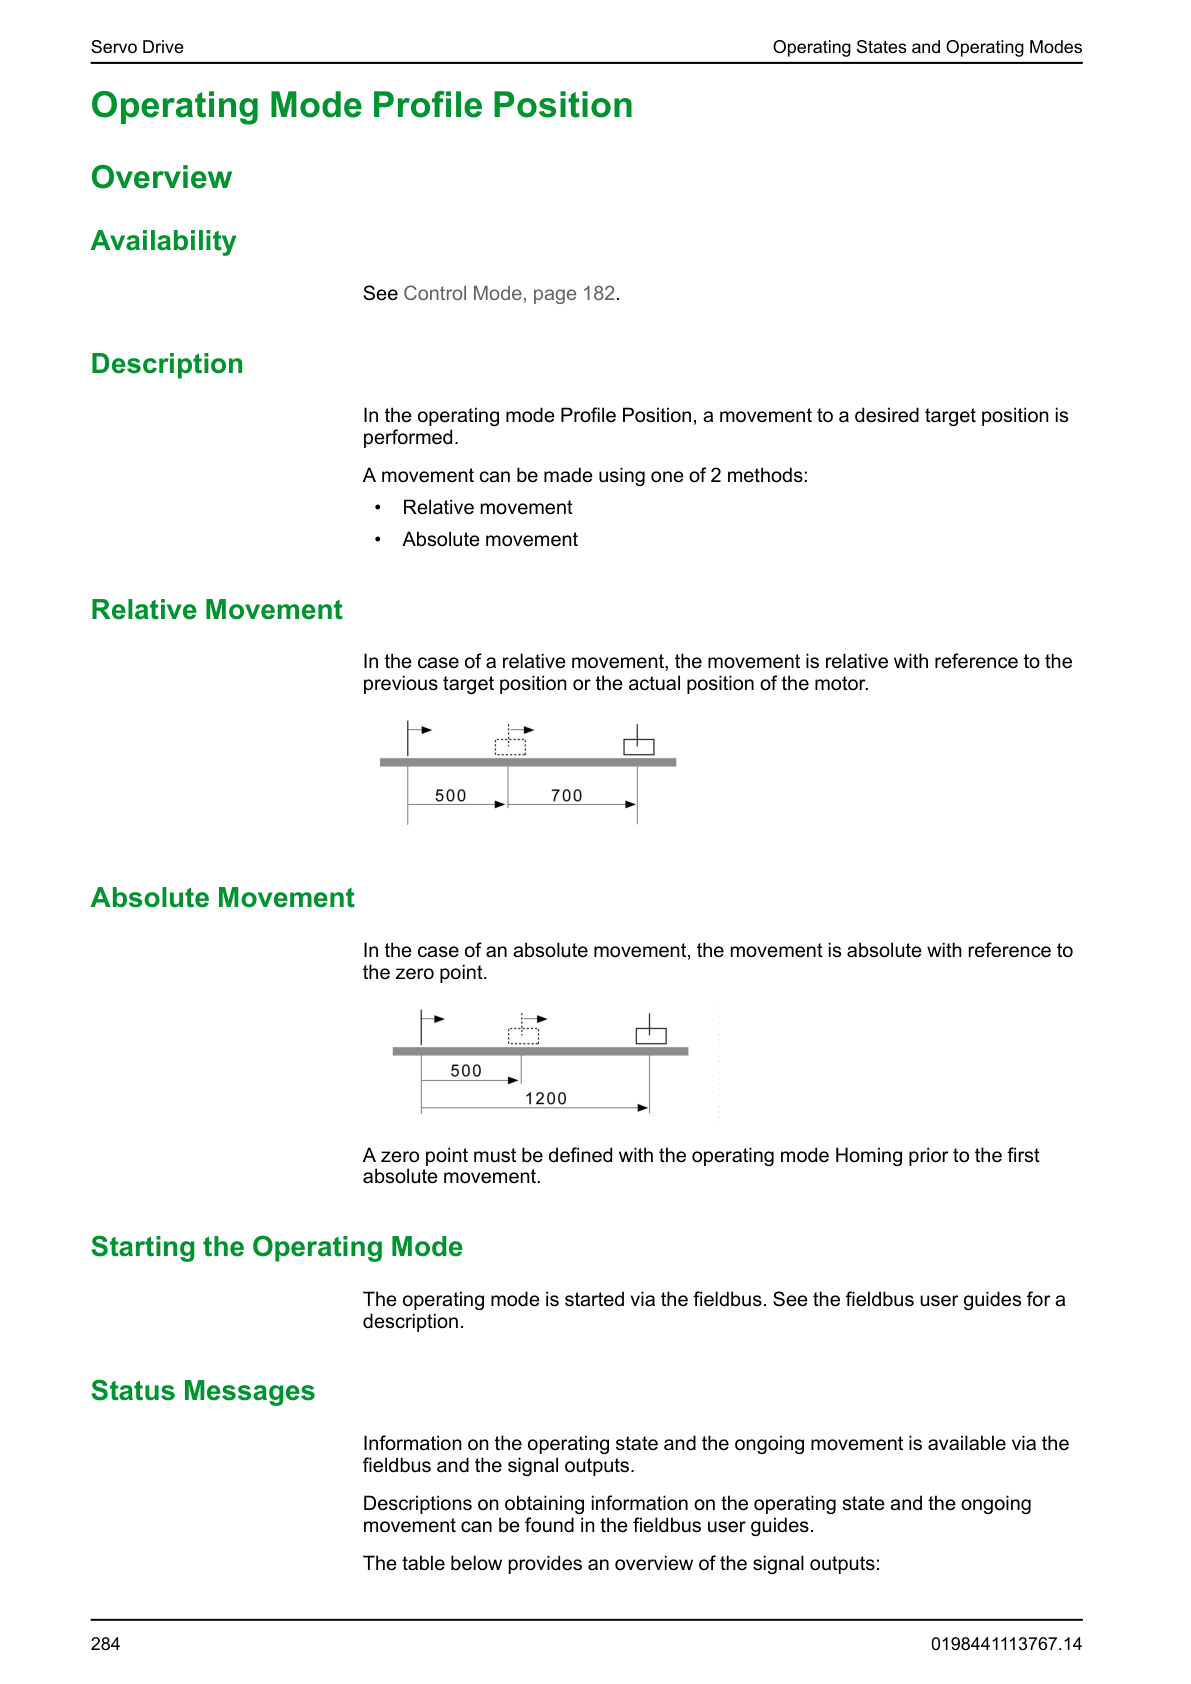 Servo Drive
Operating States and Operating Modes
Operating Mode Profile Position
Overview
Availability
See Control Mode, page 182.
Description
In the operating mode Profile Position, a movement to a desired target position is
performed.
A movement can be made using one of 2 methods:
• Relative movement
• Absolute movement
Relative Movement
In the case of a relative movement, the movement is relative with reference to the
previous target position or the actual position of the motor.
500 700
Absolute Movement
In the case of an absolute movement, the movement is absolute with reference to
the zero point.
500
1200
A zero point must be defined with the operating mode Homing prior to the first
absolute movement.
Starting the Operating Mode
The operating mode is started via the fieldbus. See the fieldbus user guides for a
description.
Status Messages
Information on the operating state and the ongoing movement is available via the
fieldbus and the signal outputs.
Descriptions on obtaining information on the operating state and the ongoing
movement can be found in the fieldbus user guides.
The table below provides an overview of the signal outputs:
284
0198441113767.14